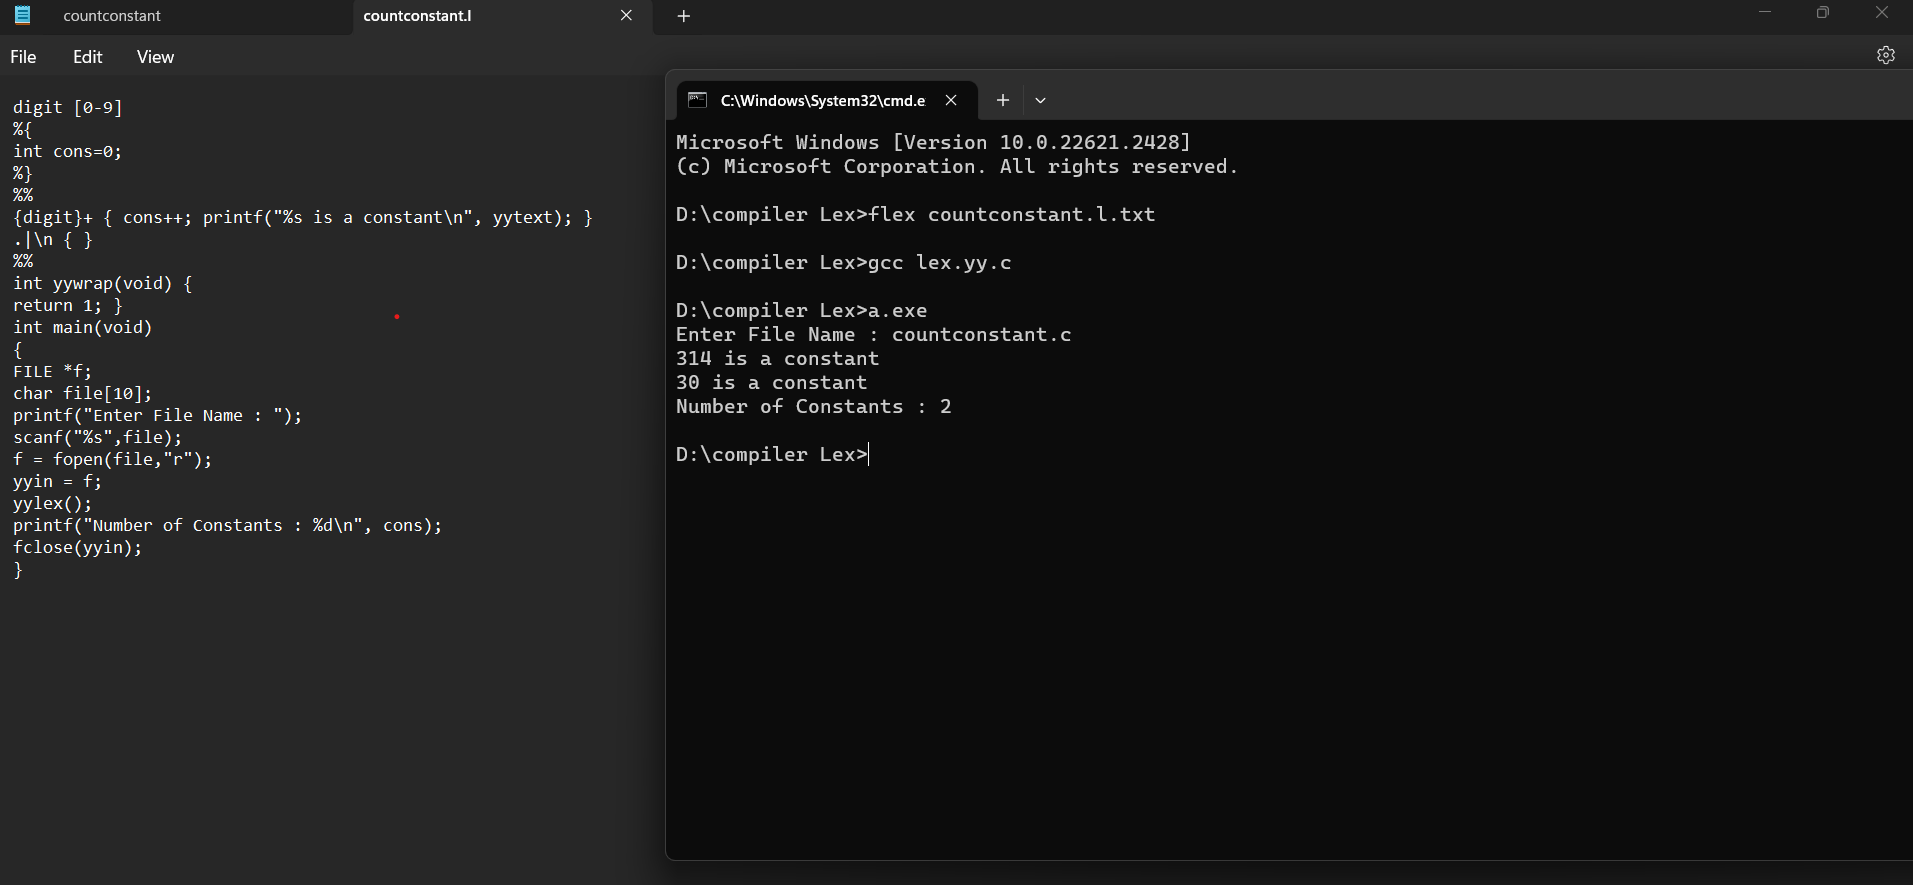 countconstant
countconstant.l
File Edit View
digit [0-9]
%{
int cons=0;
%}
%%
{digit}+ { cons++; printf("%s is a constant\n", yytext); }
.|\n { }
%%
int yywrap(void) {
return 1; }
int main(void)
{
FILE *f;
char file[10];
printf("Enter File Name : ");
scanf("%s",file);
f = fopen(file,"r");
yyin = f;
yylex();
printf("Number of Constants : %d\n", cons);
fclose(yyin);
}
C:\Windows\System32\cmd.e
Microsoft Windows [Version 10.0.22621.2428]
(c) Microsoft Corporation. All rights reserved.
D:\compiler Lex>flex countconstant.l.txt
D:\compiler Lex>gcc lex.yy.c
D:\compiler Lex>a.exe
Enter File Name : countconstant.c
314 is a constant
30 is a constant
Number of Constants : 2
D:\compiler Lex>